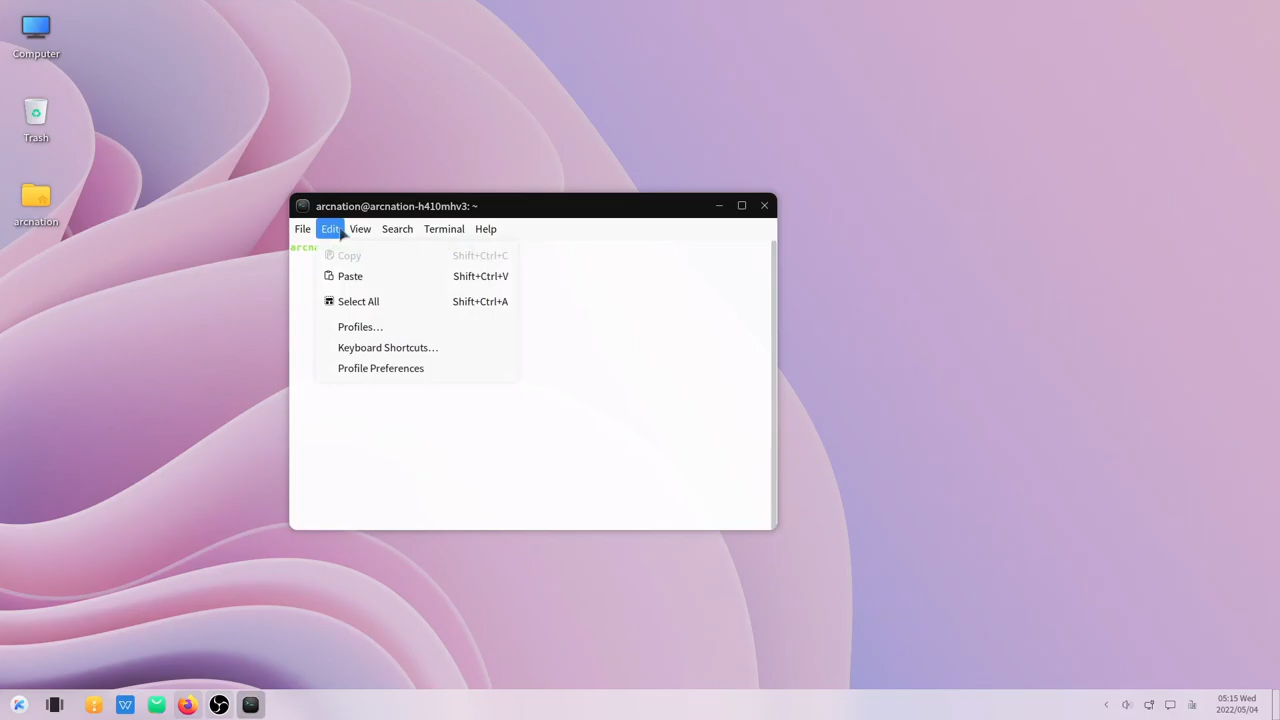 Computer
Trash
arcnation
arcnation@arcnation-h410mhv3: ~
File Edit View Search Terminal Help
arcna
Copy Shift+Ctrl+C
Paste Shift+Ctrl+V
Select All Shift+Ctrl+A
Profiles…
Keyboard Shortcuts…
Profile Preferences
05:15 Wed
2022/05/04